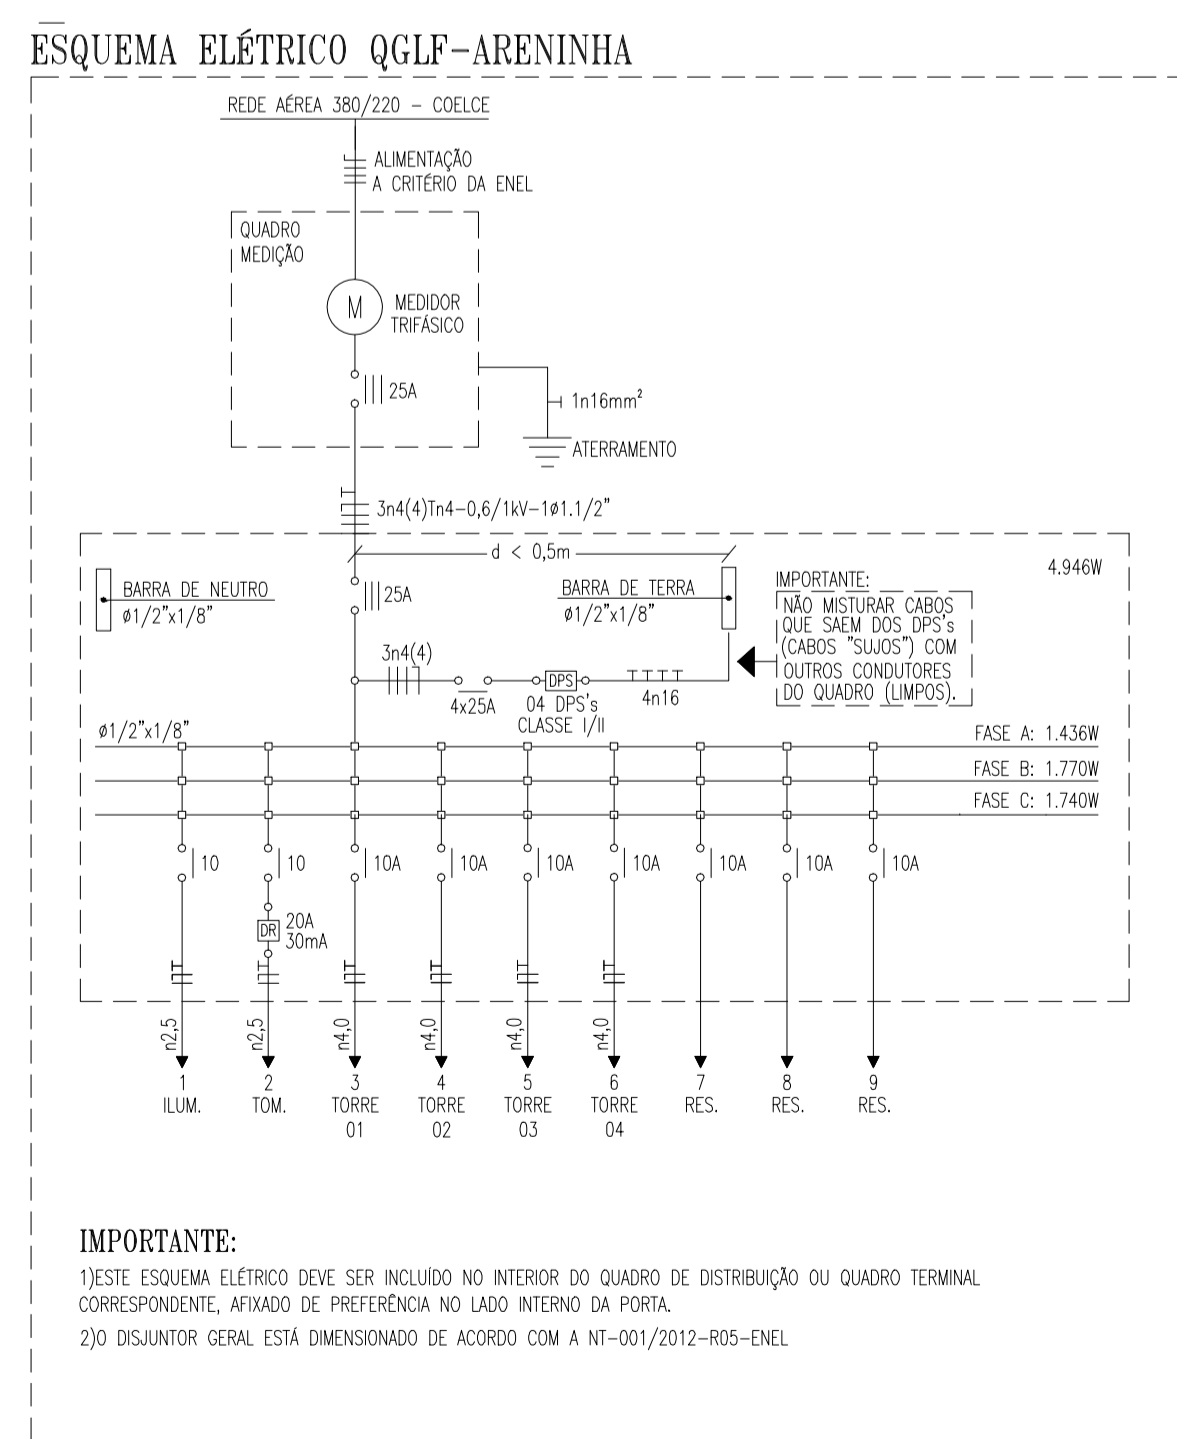 ESQUEMA ELÉTRICO QGLF-ARENINHA
REDE AÉREA 380/220 - COELCE
ALIMENTAÇÃO
A CRITÉRIO DA ENEL
QUADRO
MEDIÇÃO
M
MEDIDOR
TRIFÁSICO
25A
1n16mm²
ATERRAMENTO
3n4(4)Tn4-0,6/1kV-1ø1.1/2"
d < 0,5m
4.946W
BARRA DE NEUTRO
ø1/2"x1/8"
25A
BARRA DE TERRA
ø1/2"x1/8"
IMPORTANTE:
NÃO MISTURAR CABOS
QUE SAEM DOS DPS's
(CABOS "SUJOS") COM
OUTROS CONDUTORES
DO QUADRO (LIMPOS).
3n4(4)
4x25A
DPS
04 DPS's
CLASSE I/II
4n16
ø1/2"x1/8"
FASE A: 1.436W
FASE B: 1.770W
FASE C: 1.740W
10
10
10A
10A
10A
10A
10A
10A
10A
DR
20A
30mA
n2,5
n2,5
n4,0
n4,0
n4,0
n4,0
1
ILUM.
2
TOM.
3
TORRE
01
4
TORRE
02
5
TORRE
03
6
TORRE
04
7
RES.
8
RES.
9
RES.
IMPORTANTE:
1)ESTE ESQUEMA ELÉTRICO DEVE SER INCLUÍDO NO INTERIOR DO QUADRO DE DISTRIBUIÇÃO OU QUADRO TERMINAL
CORRESPONDENTE, AFIXADO DE PREFERÊNCIA NO LADO INTERNO DA PORTA.
2)O DISJUNTOR GERAL ESTÁ DIMENSIONADO DE ACORDO COM A NT-001/2012-R05-ENEL